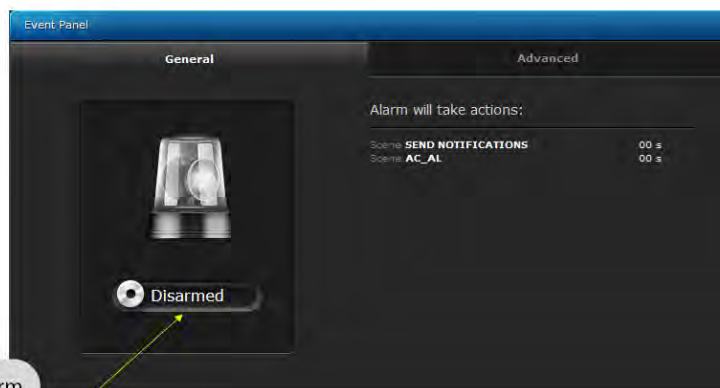 Event Panel
General
Advanced
Alarm will take actions:
Scene SEND NOTIFICATIONS 00 s
Scene AC_AL 00 s
Disarmed